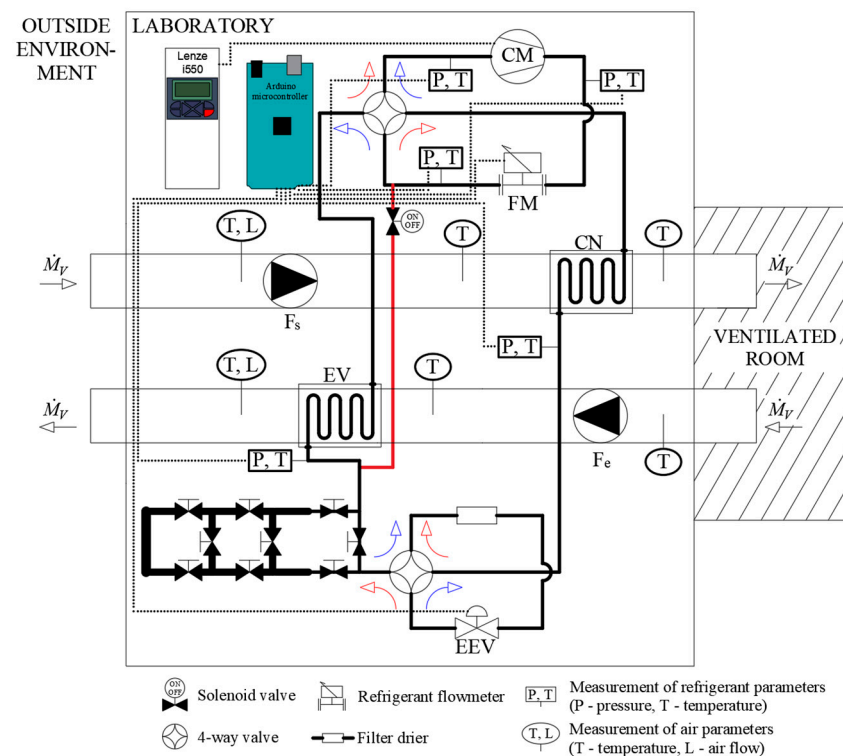 OUTSIDE
ENVIRON-
MENT
LABORATORY
Lenze
i550
Arduino
microcontroller
CM
P, T
P, T
P, T
FM
ON
OFF
T, L
T
CN
T
Ṁ_V
Ṁ_V
F_s
P, T
VENTILATED
ROOM
T, L
EV
T
Ṁ_V
Ṁ_V
F_e
P, T
T
EEV
ON
OFF
Solenoid valve
Refrigerant flowmeter
P, T
Measurement of refrigerant parameters
(P - pressure, T - temperature)
4-way valve
Filter drier
T, L
Measurement of air parameters
(T - temperature, L - air flow)